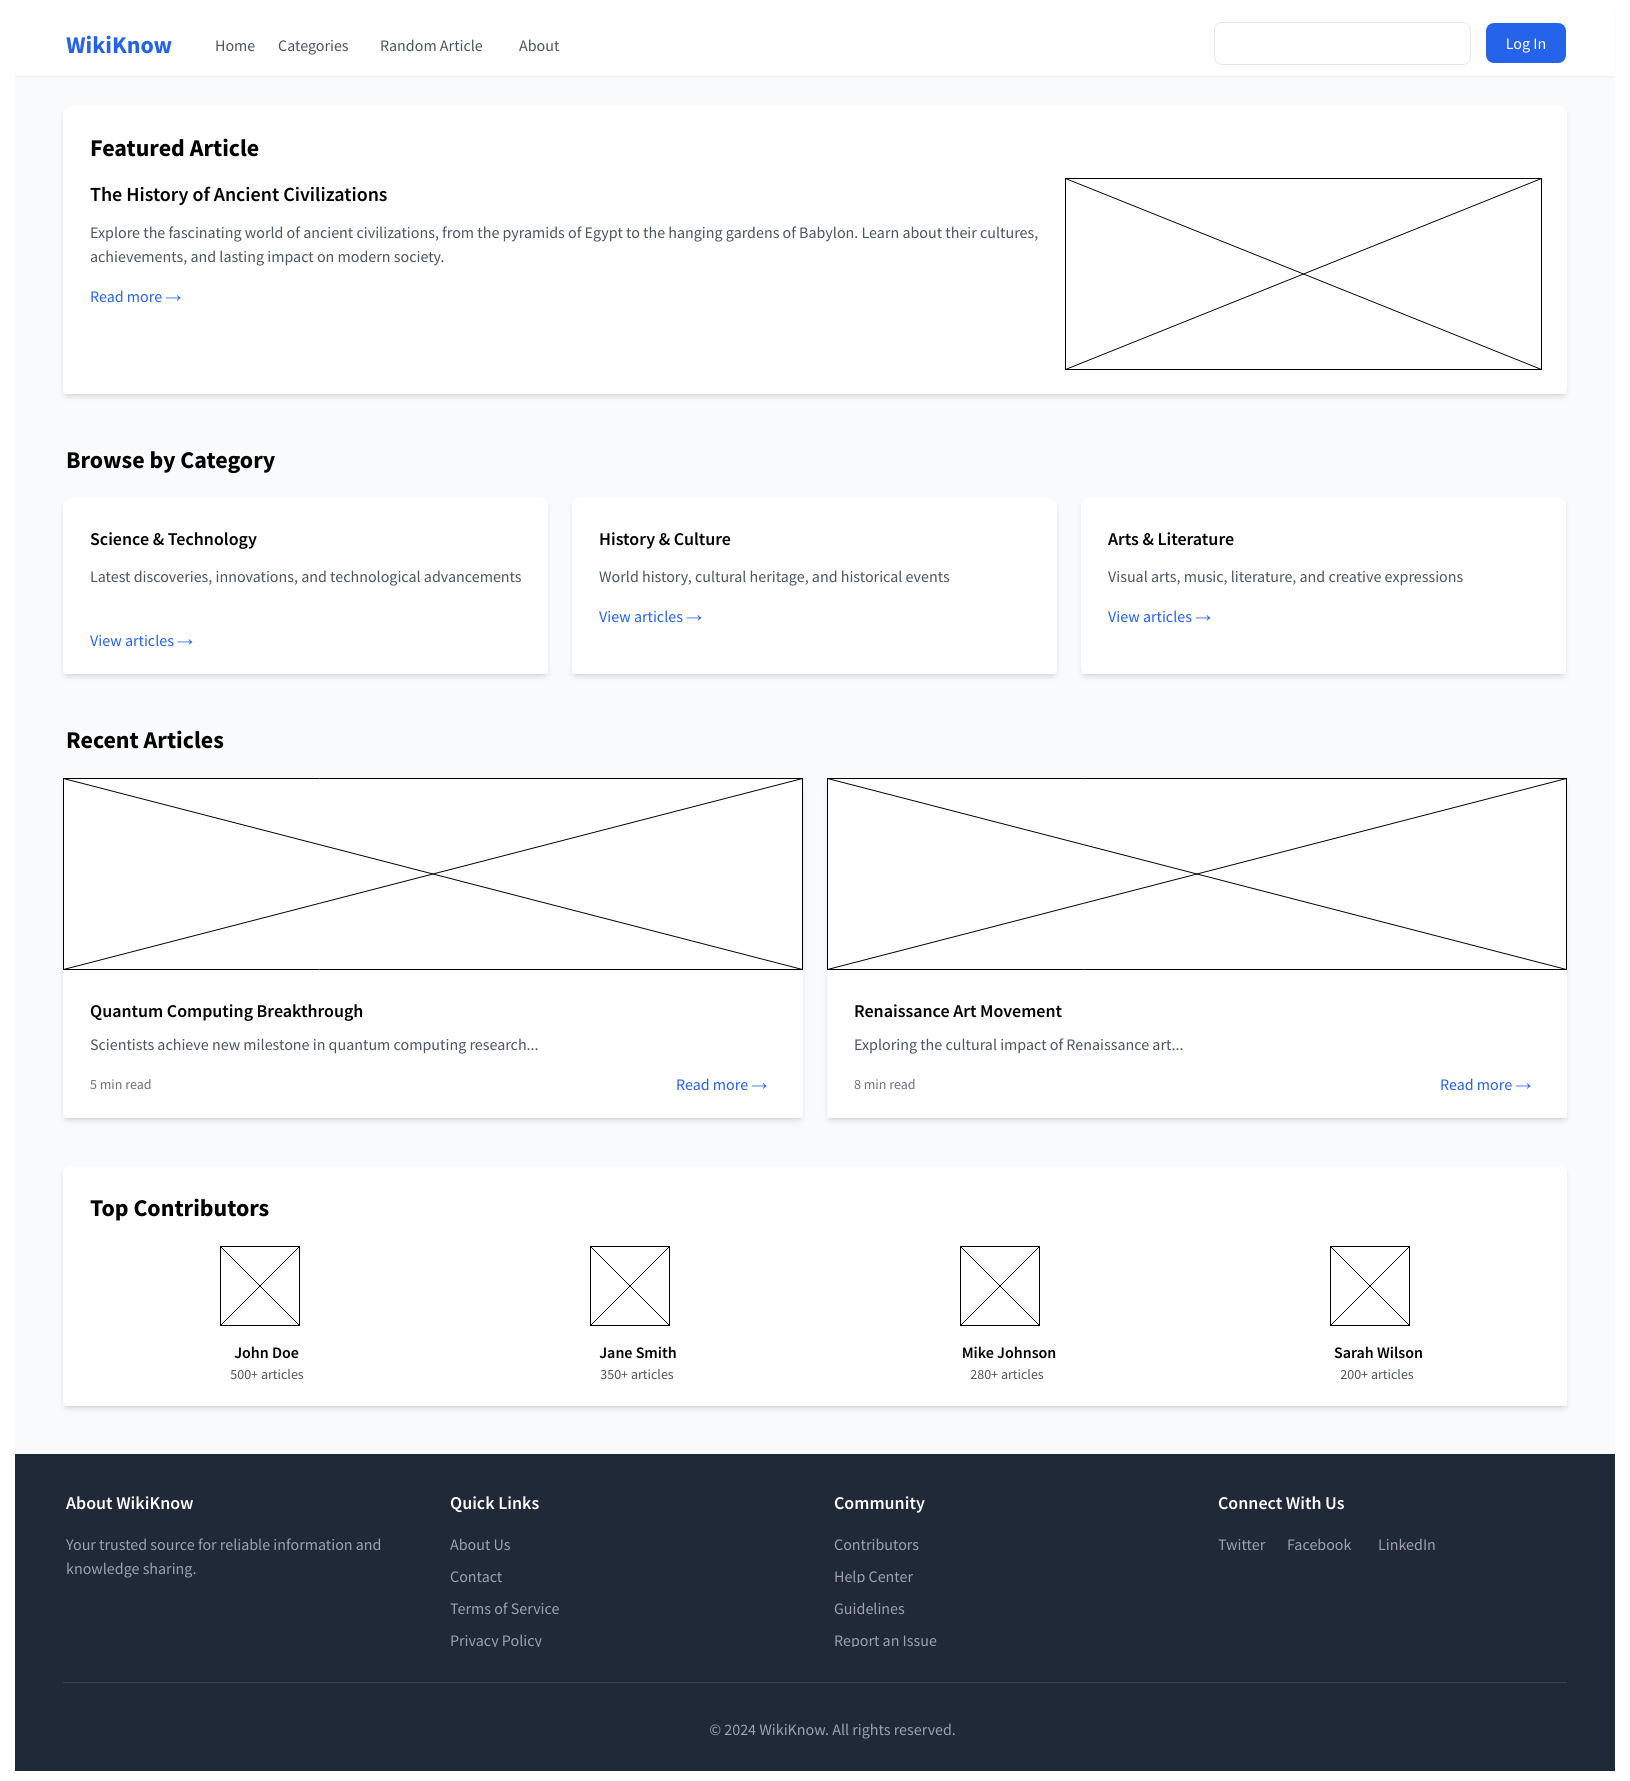 WikiKnow
Home
Categories
Random Article
About
Log In
Featured Article
The History of Ancient Civilizations
Explore the fascinating world of ancient civilizations, from the pyramids of Egypt to the hanging gardens of Babylon. Learn about their cultures,
achievements, and lasting impact on modern society.
Read more →
Browse by Category
Science & Technology
Latest discoveries, innovations, and technological advancements
View articles →
History & Culture
World history, cultural heritage, and historical events
View articles →
Arts & Literature
Visual arts, music, literature, and creative expressions
View articles →
Recent Articles
Quantum Computing Breakthrough
Scientists achieve new milestone in quantum computing research...
5 min read
Read more →
Renaissance Art Movement
Exploring the cultural impact of Renaissance art...
8 min read
Read more →
Top Contributors
John Doe
500+ articles
Jane Smith
350+ articles
Mike Johnson
280+ articles
Sarah Wilson
200+ articles
About WikiKnow
Your trusted source for reliable information and
knowledge sharing.
Quick Links
About Us
Contact
Terms of Service
Privacy Policy
Community
Contributors
Help Center
Guidelines
Report an Issue
Connect With Us
Twitter
Facebook
LinkedIn
© 2024 WikiKnow. All rights reserved.